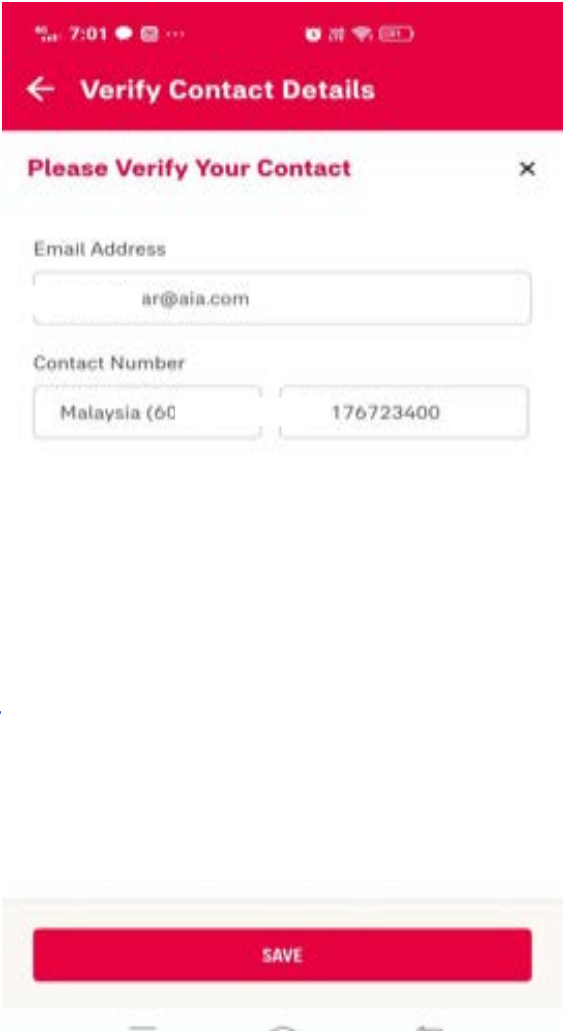 7:01
← Verify Contact Details
Please Verify Your Contact ×
Email Address
ar@aia.com
Contact Number
Malaysia (60 176723400
SAVE